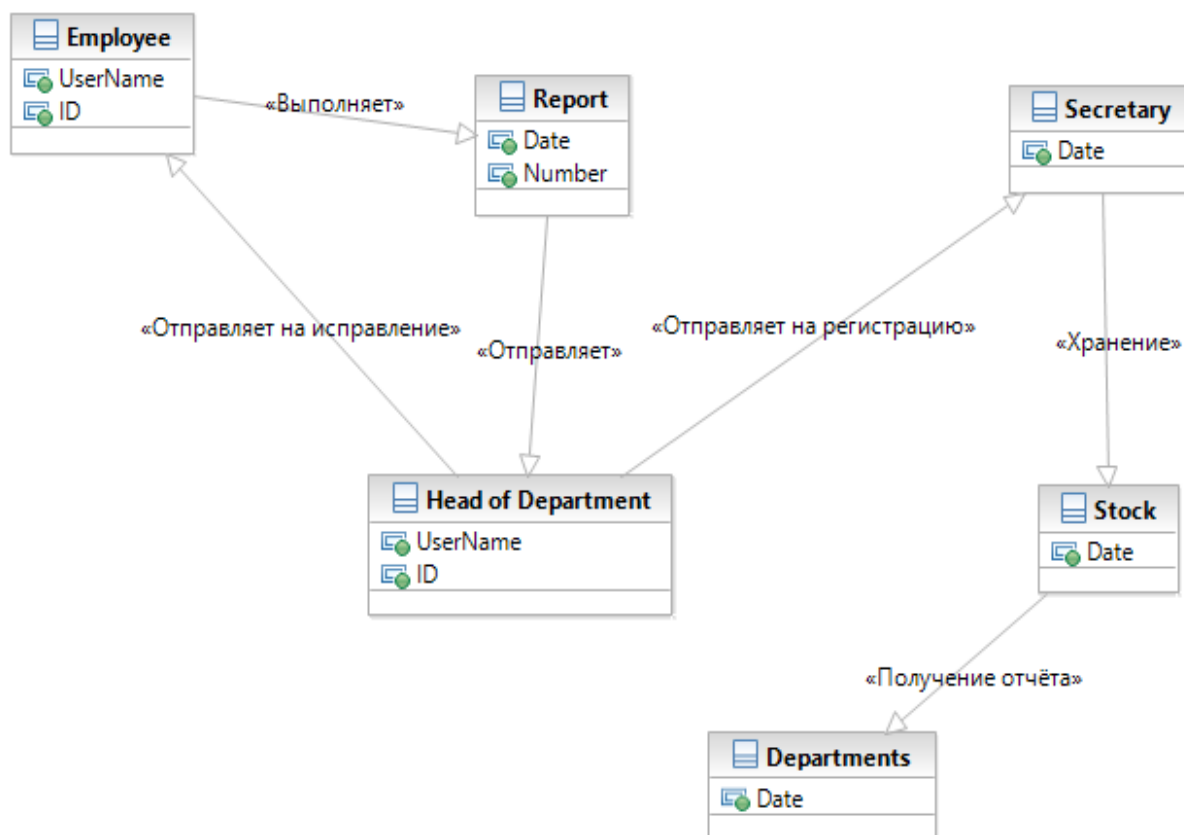 Employee
UserName
ID
«Выполняет»
Report
Date
Number
Secretary
Date
«Отправляет на исправление»
«Отправляет»
«Отправляет на регистрацию»
«Хранение»
Head of Department
UserName
ID
Stock
Date
«Получение отчёта»
Departments
Date